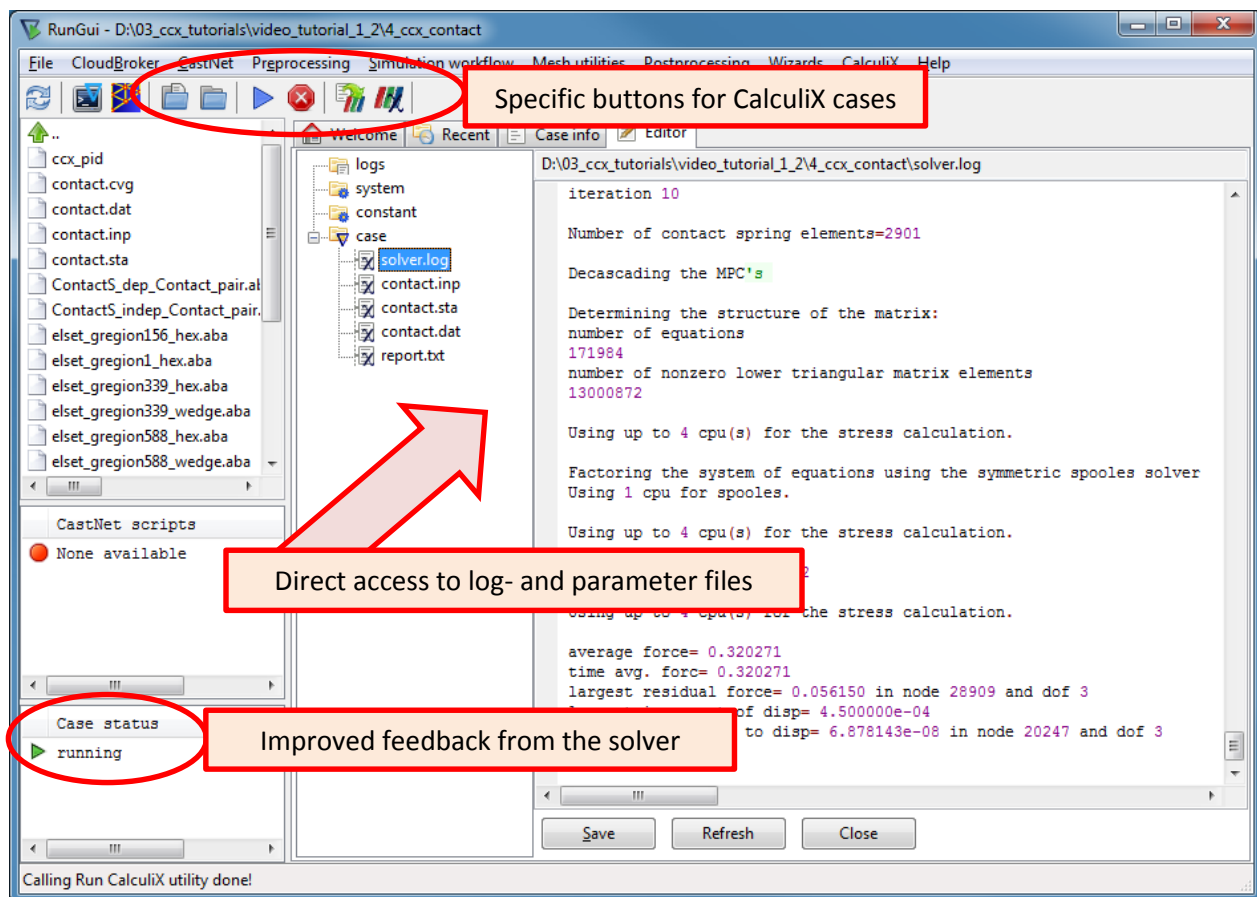 RunGui - D:\03_ccx_tutorials\video_tutorial_1_2\4_ccx_contact
File CloudBroker CastNet Preprocessing Simulation workflow Mesh utilities Postprocessing Wizards CalculiX Help
Specific buttons for CalculiX cases
..
ccx_pid
contact.cvg
contact.dat
contact.inp
contact.sta
ContactS_dep_Contact_pair.al
ContactS_indep_Contact_pair.
elset_gregion156_hex.aba
elset_gregion1_hex.aba
elset_gregion339_hex.aba
elset_gregion339_wedge.aba
elset_gregion588_hex.aba
elset_gregion588_wedge.aba
CastNet scripts
None available
Case status
running
Welcome Recent Case info Editor
logs
system
constant
case
solver.log
contact.inp
contact.sta
contact.dat
report.txt
D:\03_ccx_tutorials\video_tutorial_1_2\4_ccx_contact\solver.log
iteration 10
Number of contact spring elements=2901
Decascading the MPC's
Determining the structure of the matrix:
number of equations
171984
number of nonzero lower triangular matrix elements
13000872
Using up to 4 cpu(s) for the stress calculation.
Factoring the system of equations using the symmetric spooles solver
Using 1 cpu for spooles.
Using up to 4 cpu(s) for the stress calculation.
Direct access to log- and parameter files
Using up to 4 cpu(s) for the stress calculation.
average force= 0.320271
time avg. forc= 0.320271
largest residual force= 0.056150 in node 28909 and dof 3
of disp= 4.500000e-04
to disp= 6.878143e-08 in node 20247 and dof 3
Improved feedback from the solver
Save Refresh Close
Calling Run CalculiX utility done!